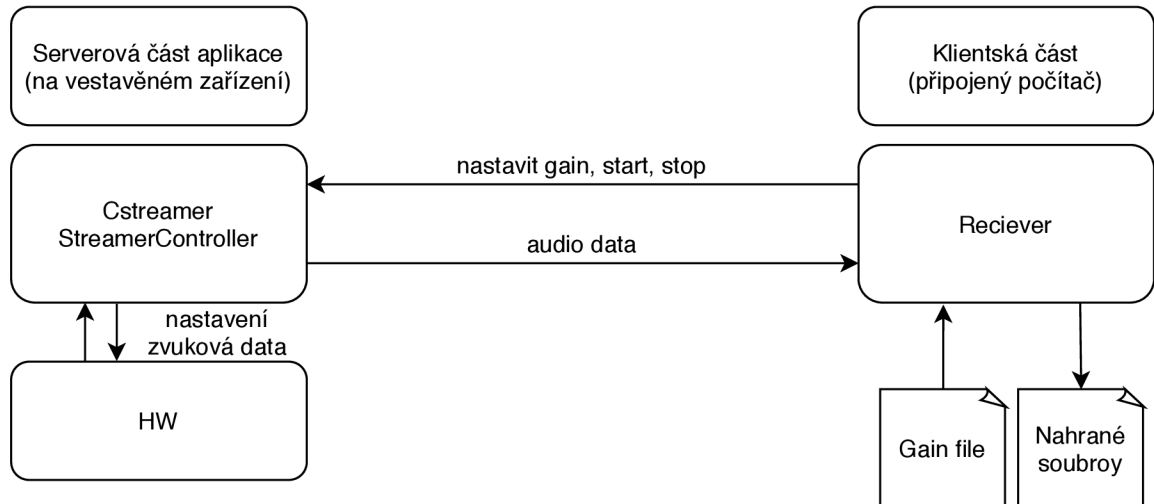 Serverová část aplikace
(na vestavěném zařízení)
Klientská část
(připojený počítač)
nastavit gain, start, stop
Cstreamer
StreamerController
Reciever
audio data
nastavení
zvuková data
HW
Gain file
Nahrané
soubroy